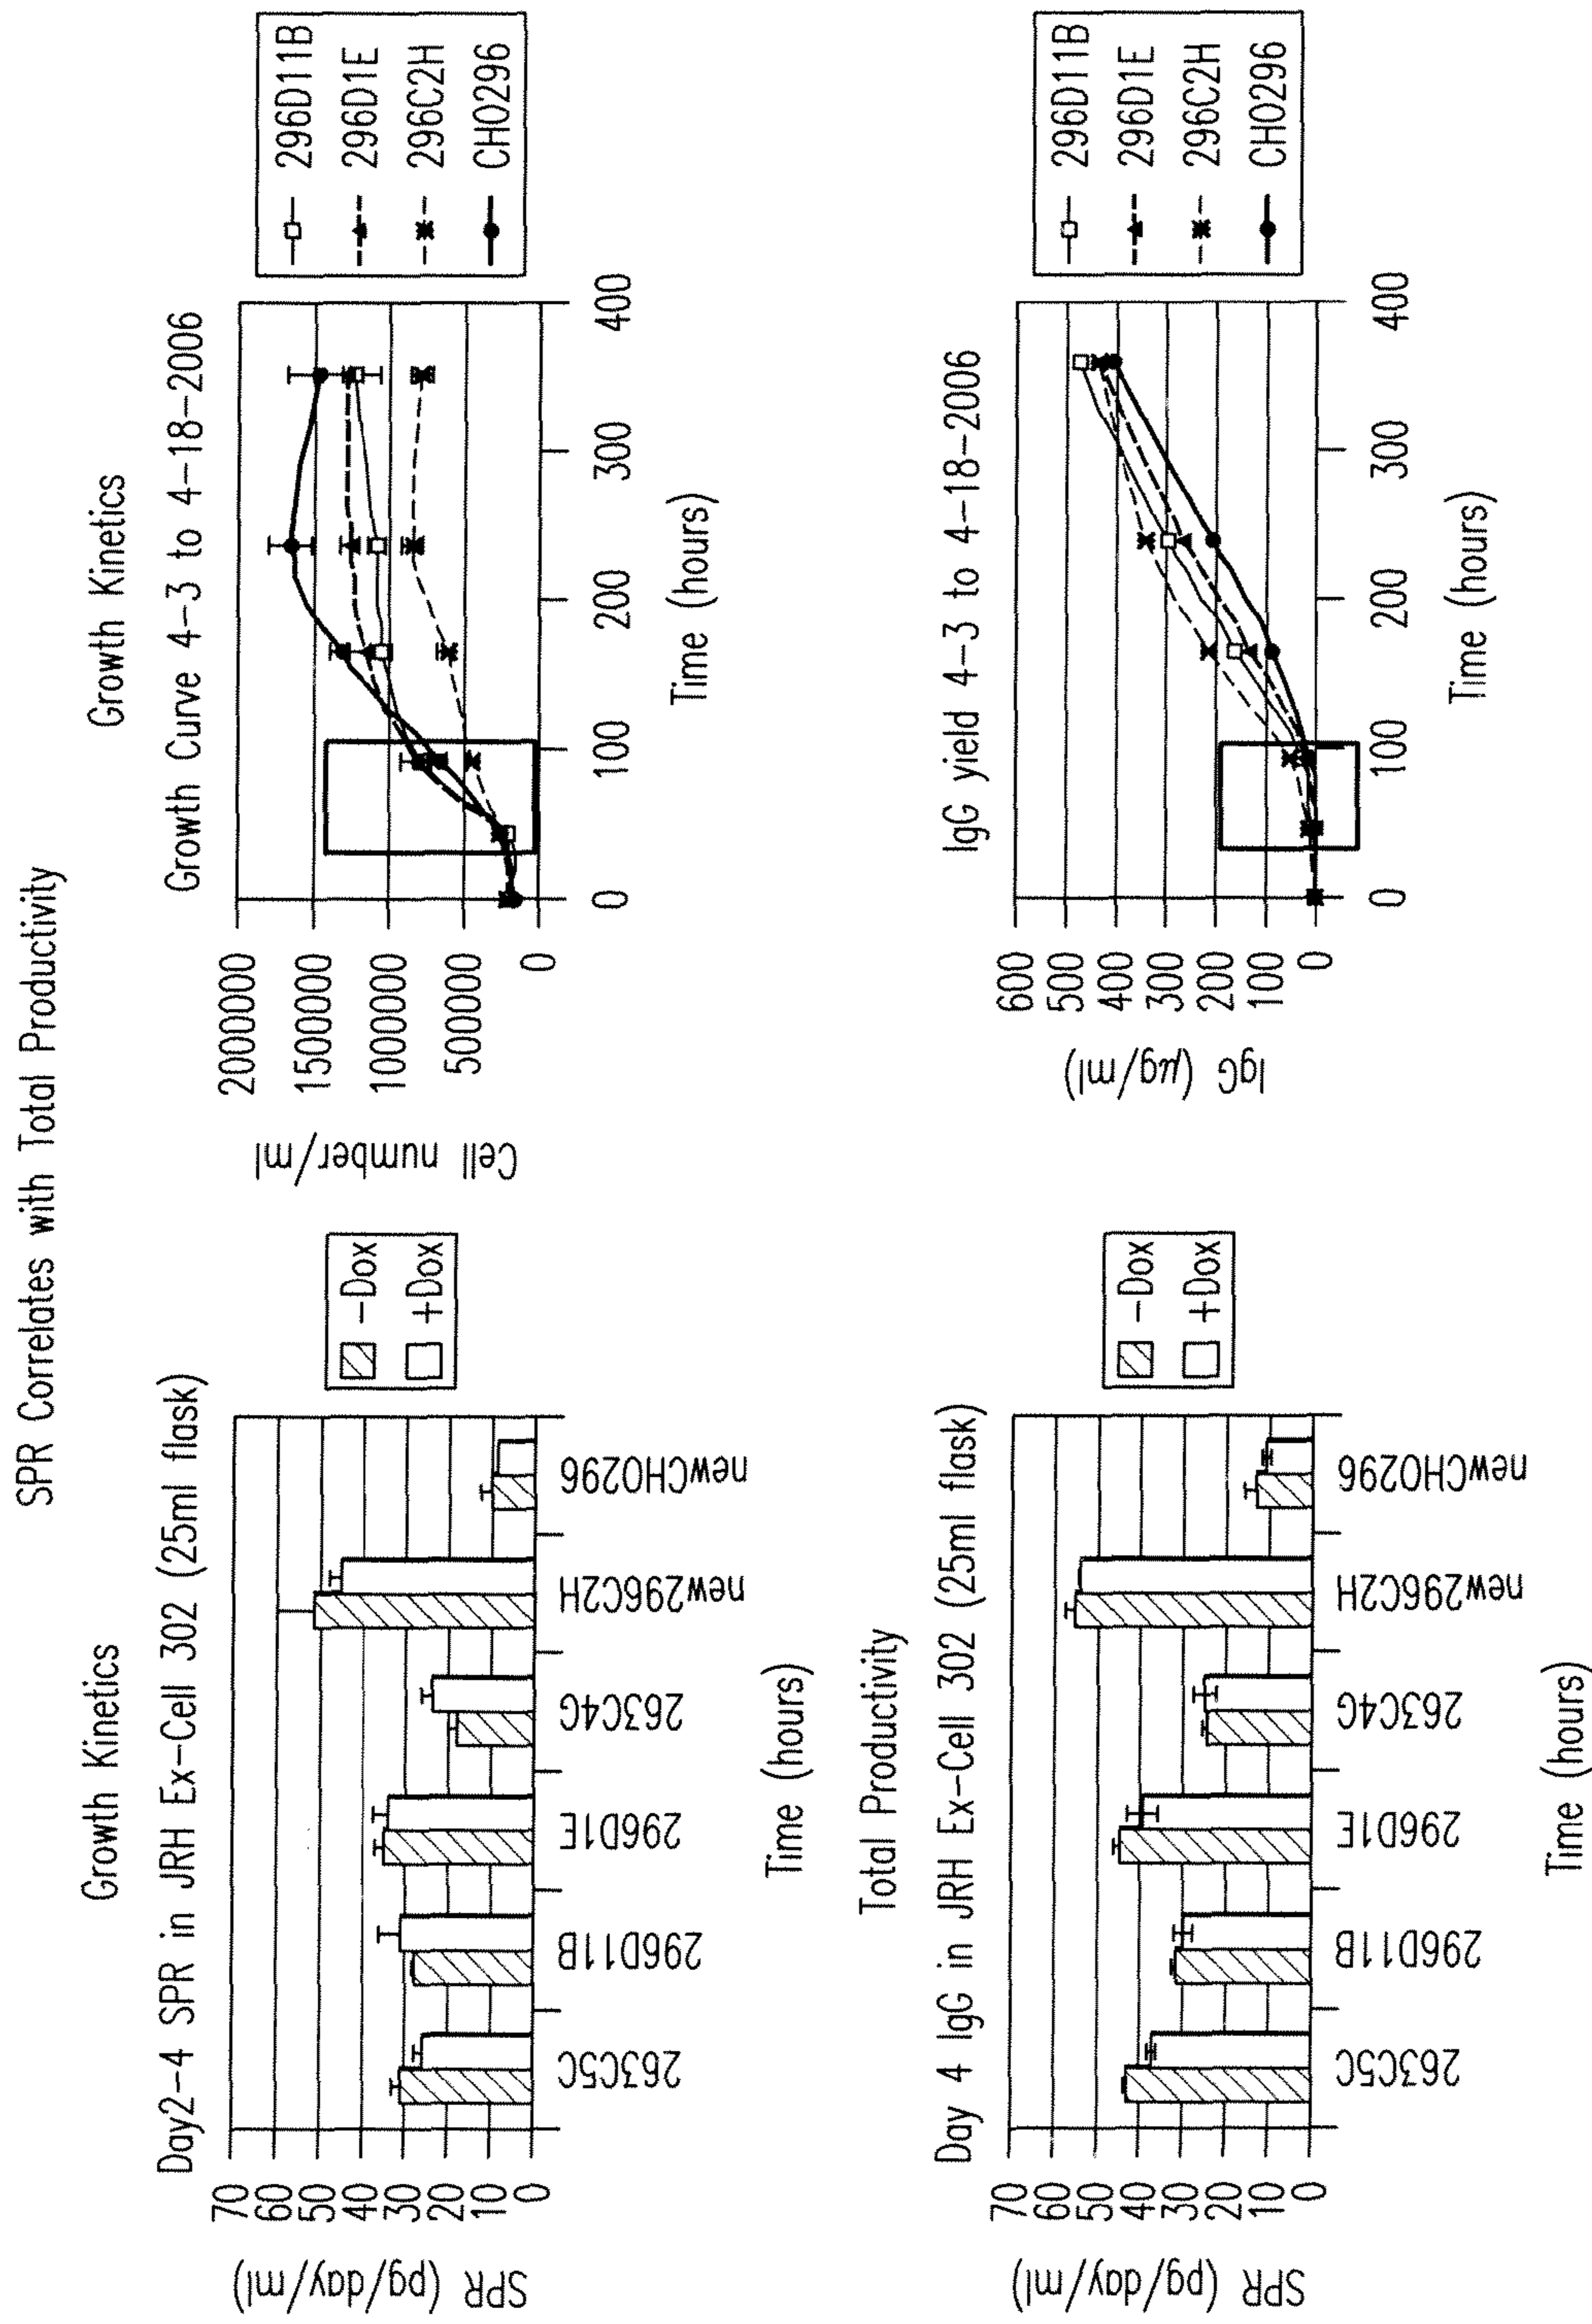 SPR Correlates with Total Productivity
Growth Kinetics
Day2-4 SPR in JRH Ex-Cell 302 (25ml flask)
SPR (pg/day/ml)
70
60
50
40
30
20
10
0
263C5C
296D11B
296D1E
263C4G
new296C2H
newCHO296
Time (hours)
-Dox
+Dox
Growth Kinetics
Growth Curve 4-3 to 4-18-2006
Cell number/ml
2000000
1500000
1000000
500000
0
0
100
200
300
400
Time (hours)
296D11B
296D1E
296C2H
CHO296
Total Productivity
Day 4 IgG in JRH Ex-Cell 302 (25ml flask)
SPR (pg/day/ml)
70
60
50
40
30
20
10
0
263C5C
296D11B
296D1E
263C4G
new296C2H
newCHO296
Time (hours)
-Dox
+Dox
IgG yield 4-3 to 4-18-2006
IgG (µg/ml)
600
500
400
300
200
100
0
0
100
200
300
400
Time (hours)
296D11B
296D1E
296C2H
CHO296